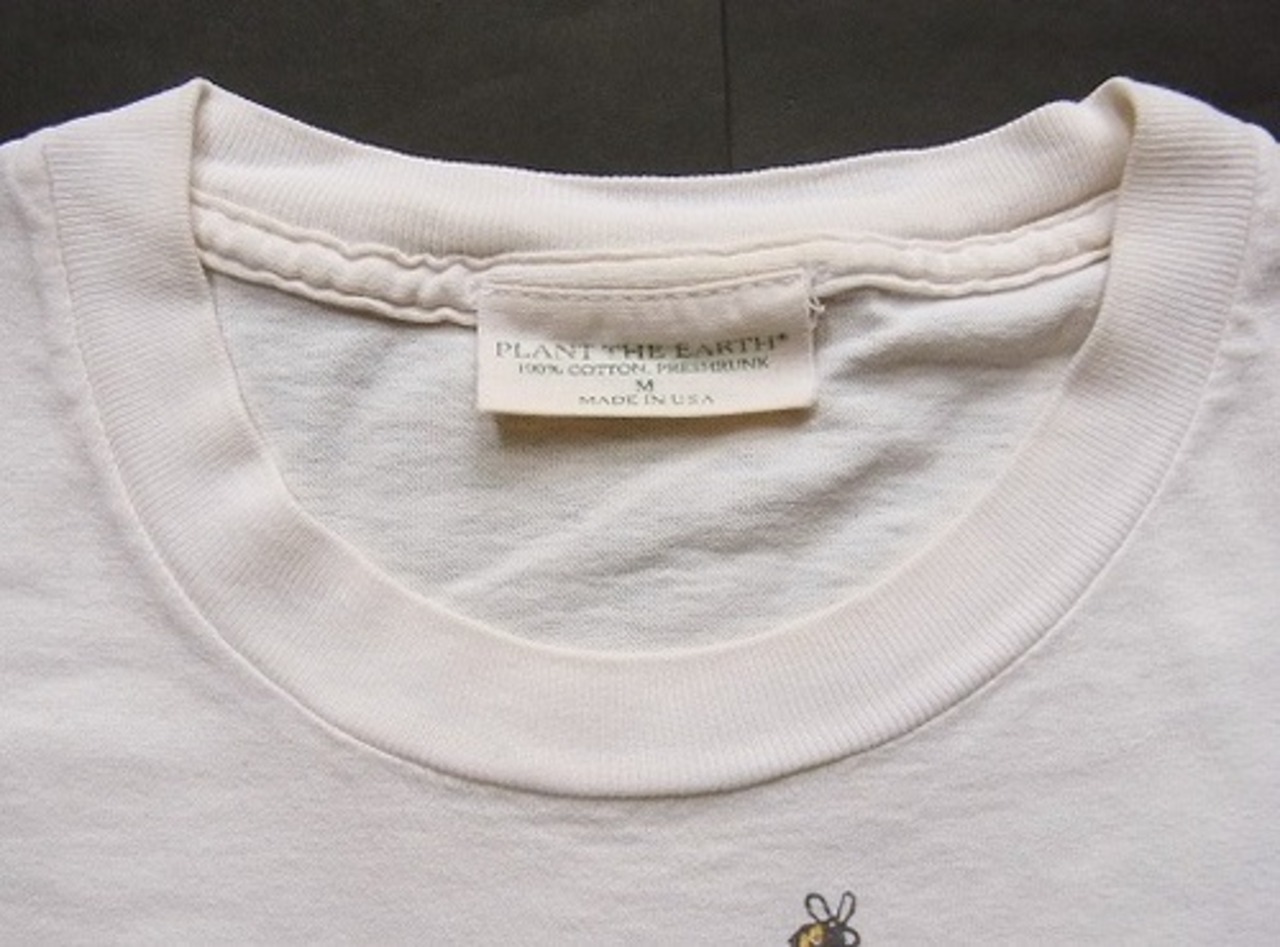 PLANT THE EARTH®
100% COTTON, PRESHRUNK
M
MADE IN USA